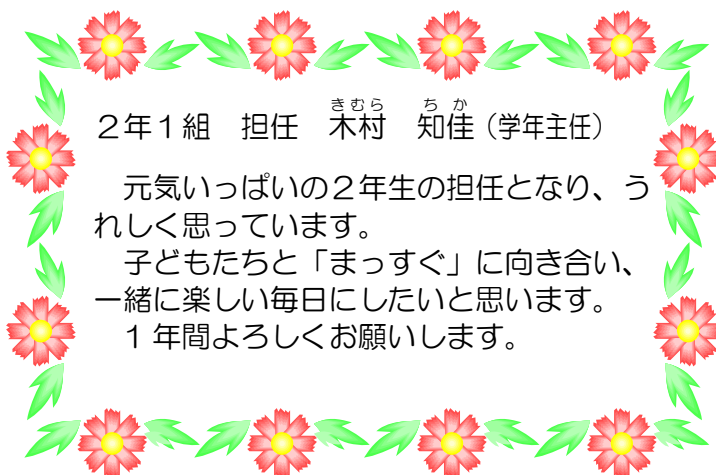 ２年１組　担任　木村　知佳（学年主任）
きむら　ちか
　元気いっぱいの２年生の担任となり、う
れしく思っています。
　子どもたちと「まっすぐ」に向き合い、
一緒に楽しい毎日にしたいと思います。
　１年間よろしくお願いします。